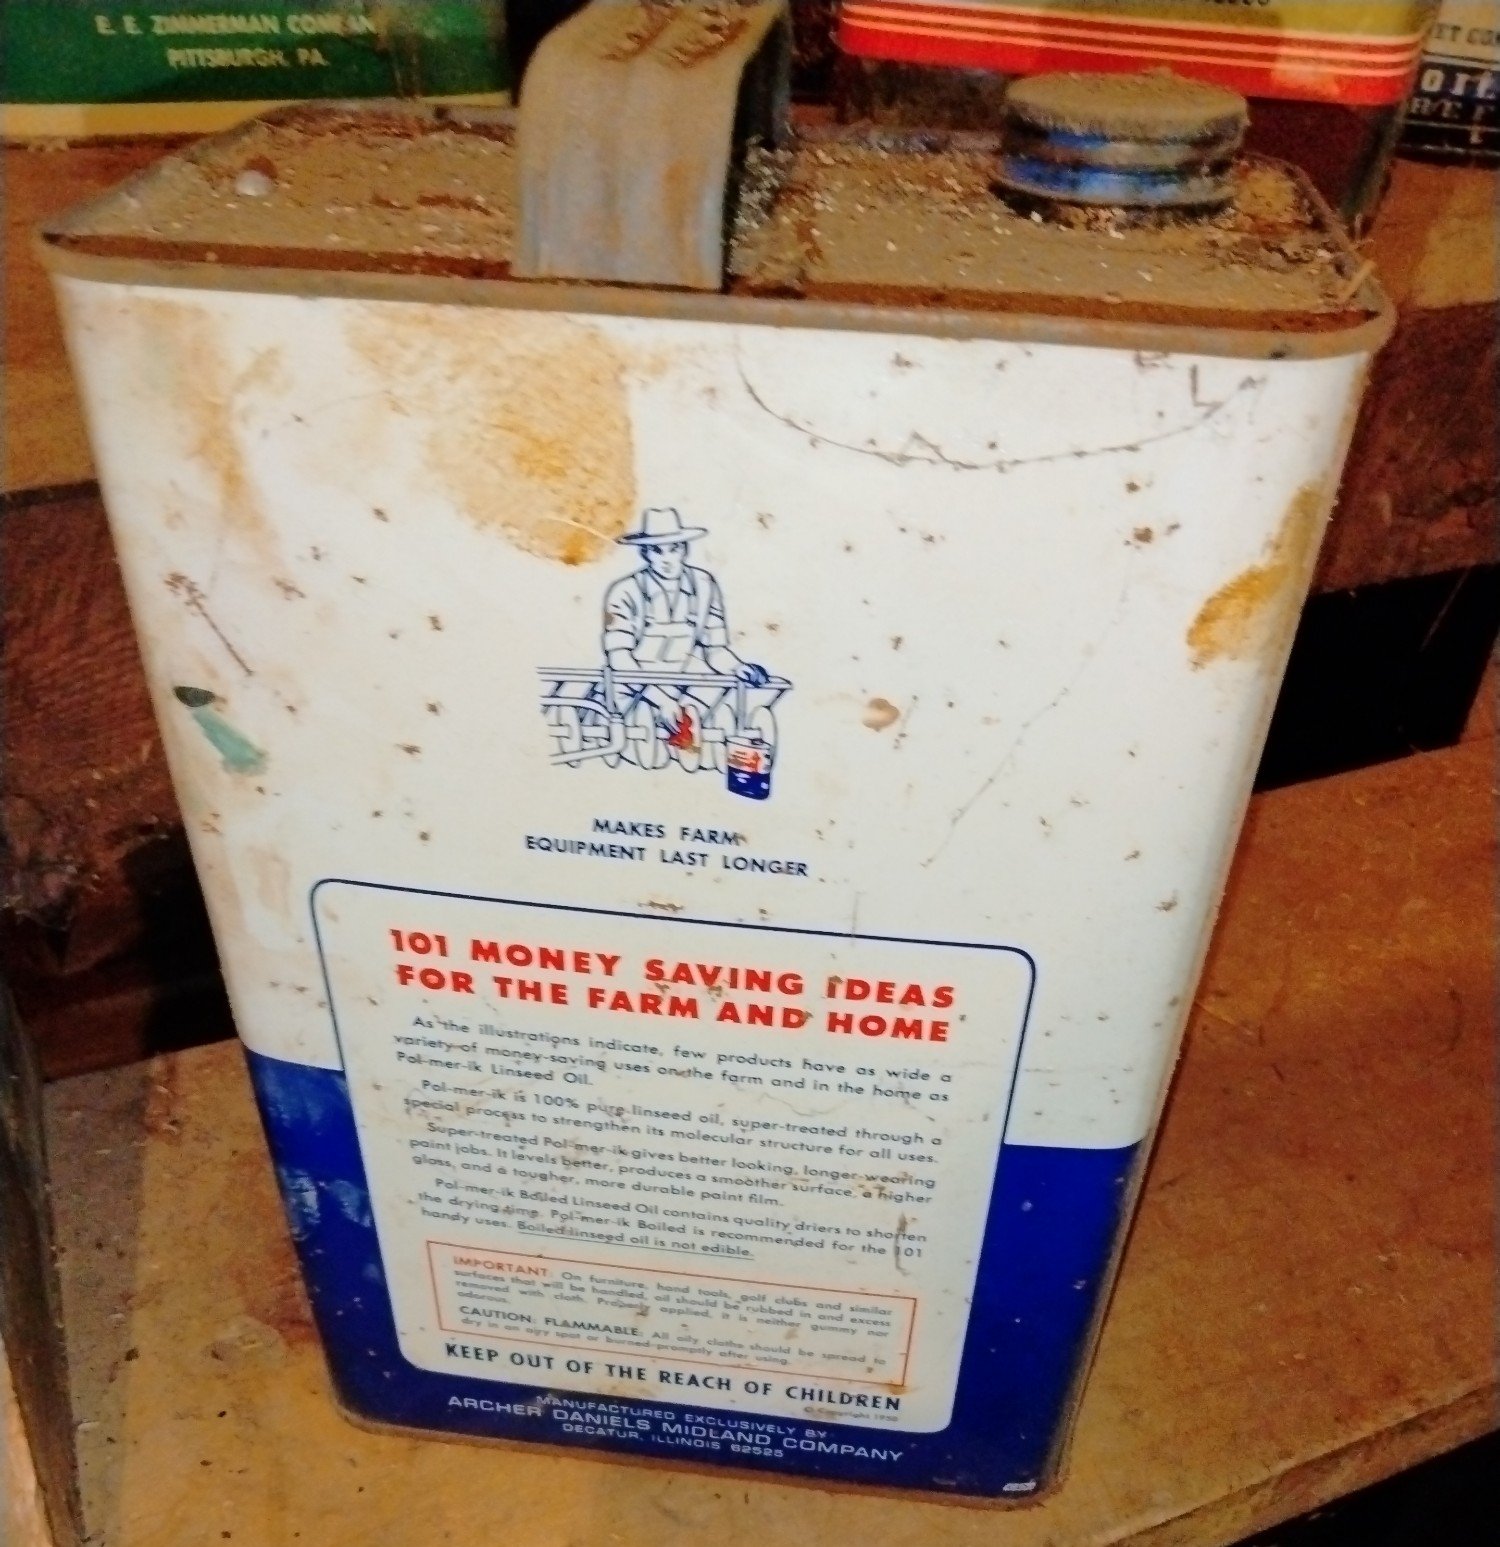 E. E. ZIMMERMAN COMPANY
PITTSBURGH, PA.
MAKES FARM
EQUIPMENT LAST LONGER
101 MONEY SAVING IDEAS
FOR THE FARM AND HOME
As the illustrations indicate, few products have as wide a
variety of money-saving uses on the farm and in the home as
Pol-mer-ik Linseed Oil.
Pol-mer-ik is 100% pure linseed oil, super-treated through a
special process to strengthen its molecular structure for all uses.
Super-treated Pol-mer-ik gives better looking, longer-wearing
paint jobs. It levels better, produces a smoother surface, a higher
gloss, and a tougher, more durable paint film.
Pol-mer-ik Boiled Linseed Oil contains quality driers to shorten
the drying time. Pol-mer-ik Boiled is recommended for the 101
handy uses. Boiled linseed oil is not edible.
IMPORTANT: On furniture, hand tools, golf clubs and similar
surfaces that will be handled, oil should be rubbed in and excess
removed with cloth. Properly applied, it is neither gummy nor
odorous.
CAUTION: FLAMMABLE: All oily cloths should be spread to
dry in an airy spot or burned promptly after using.
KEEP OUT OF THE REACH OF CHILDREN
© Copyright 1958
MANUFACTURED EXCLUSIVELY BY
ARCHER DANIELS MIDLAND COMPANY
DECATUR, ILLINOIS 62525